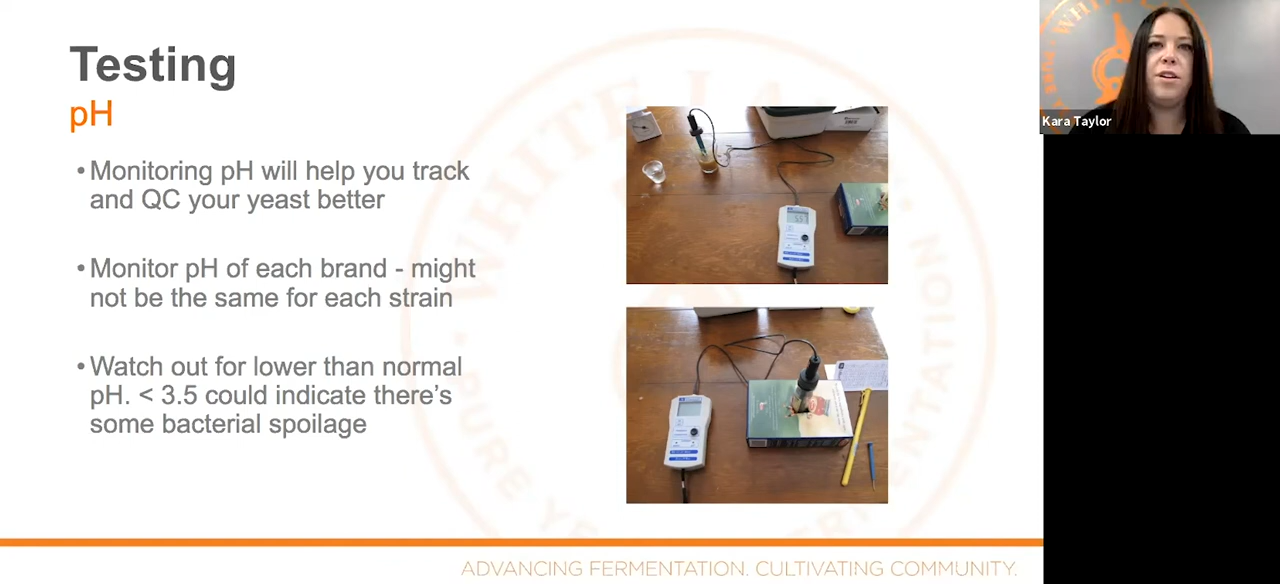 Testing
pH
• Monitoring pH will help you track
and QC your yeast better
• Monitor pH of each brand - might
not be the same for each strain
• Watch out for lower than normal
pH. < 3.5 could indicate there's
some bacterial spoilage
ADVANCING FERMENTATION. CULTIVATING COMMUNITY.
Kara Taylor